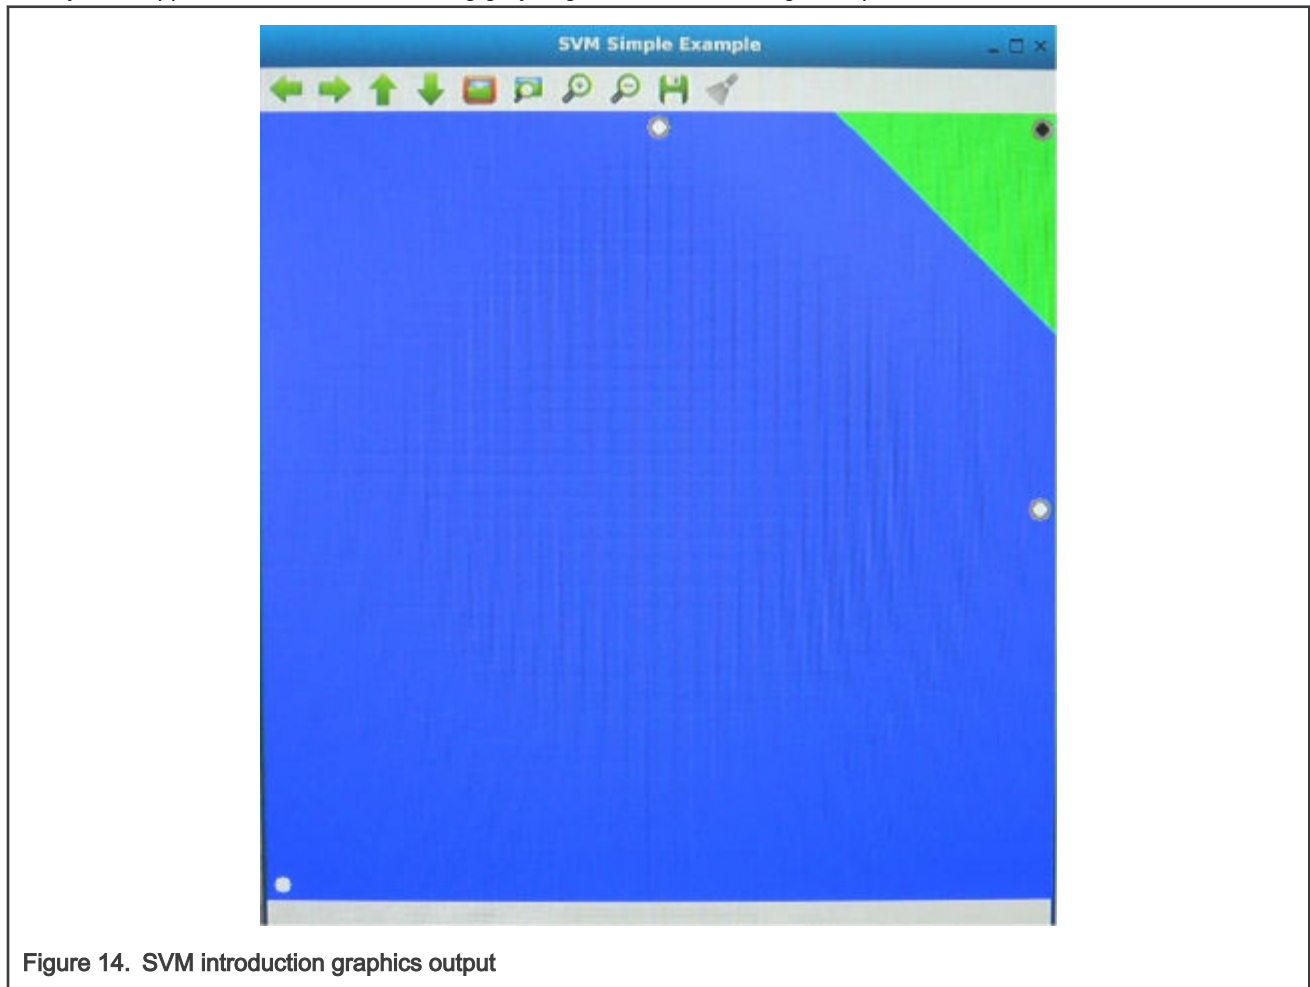 SVM Simple Example
Figure 14. SVM introduction graphics output